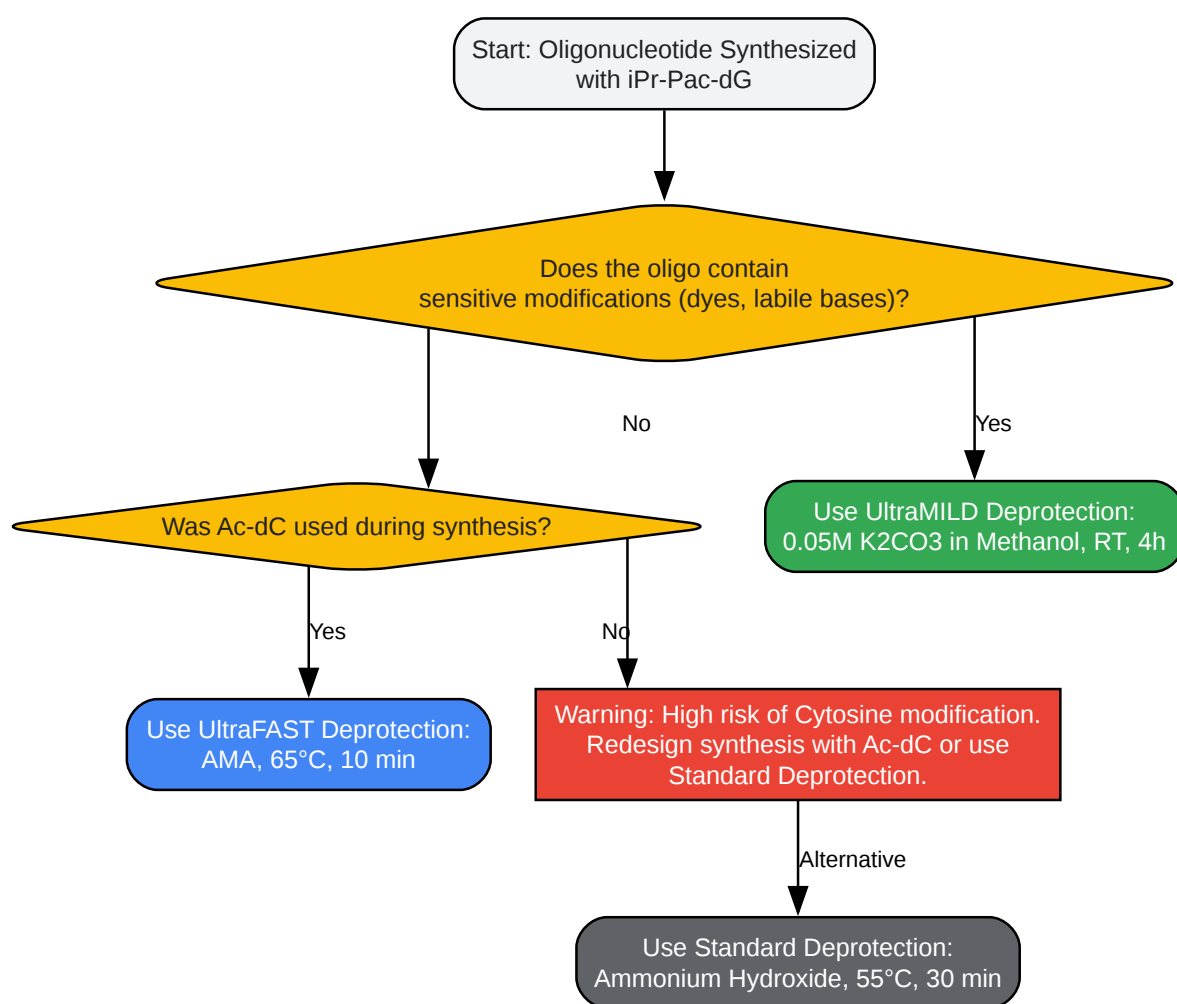 Start: Oligonucleotide Synthesized
with iPr-Pac-dG
Does the oligo contain
sensitive modifications (dyes, labile bases)?
No
Yes
Was Ac-dC used during synthesis?
Use UltraMILD Deprotection:
0.05M K2CO3 in Methanol, RT, 4h
Yes
No
Use UltraFAST Deprotection:
AMA, 65°C, 10 min
Warning: High risk of Cytosine modification.
Redesign synthesis with Ac-dC or use
Standard Deprotection.
Alternative
Use Standard Deprotection:
Ammonium Hydroxide, 55°C, 30 min